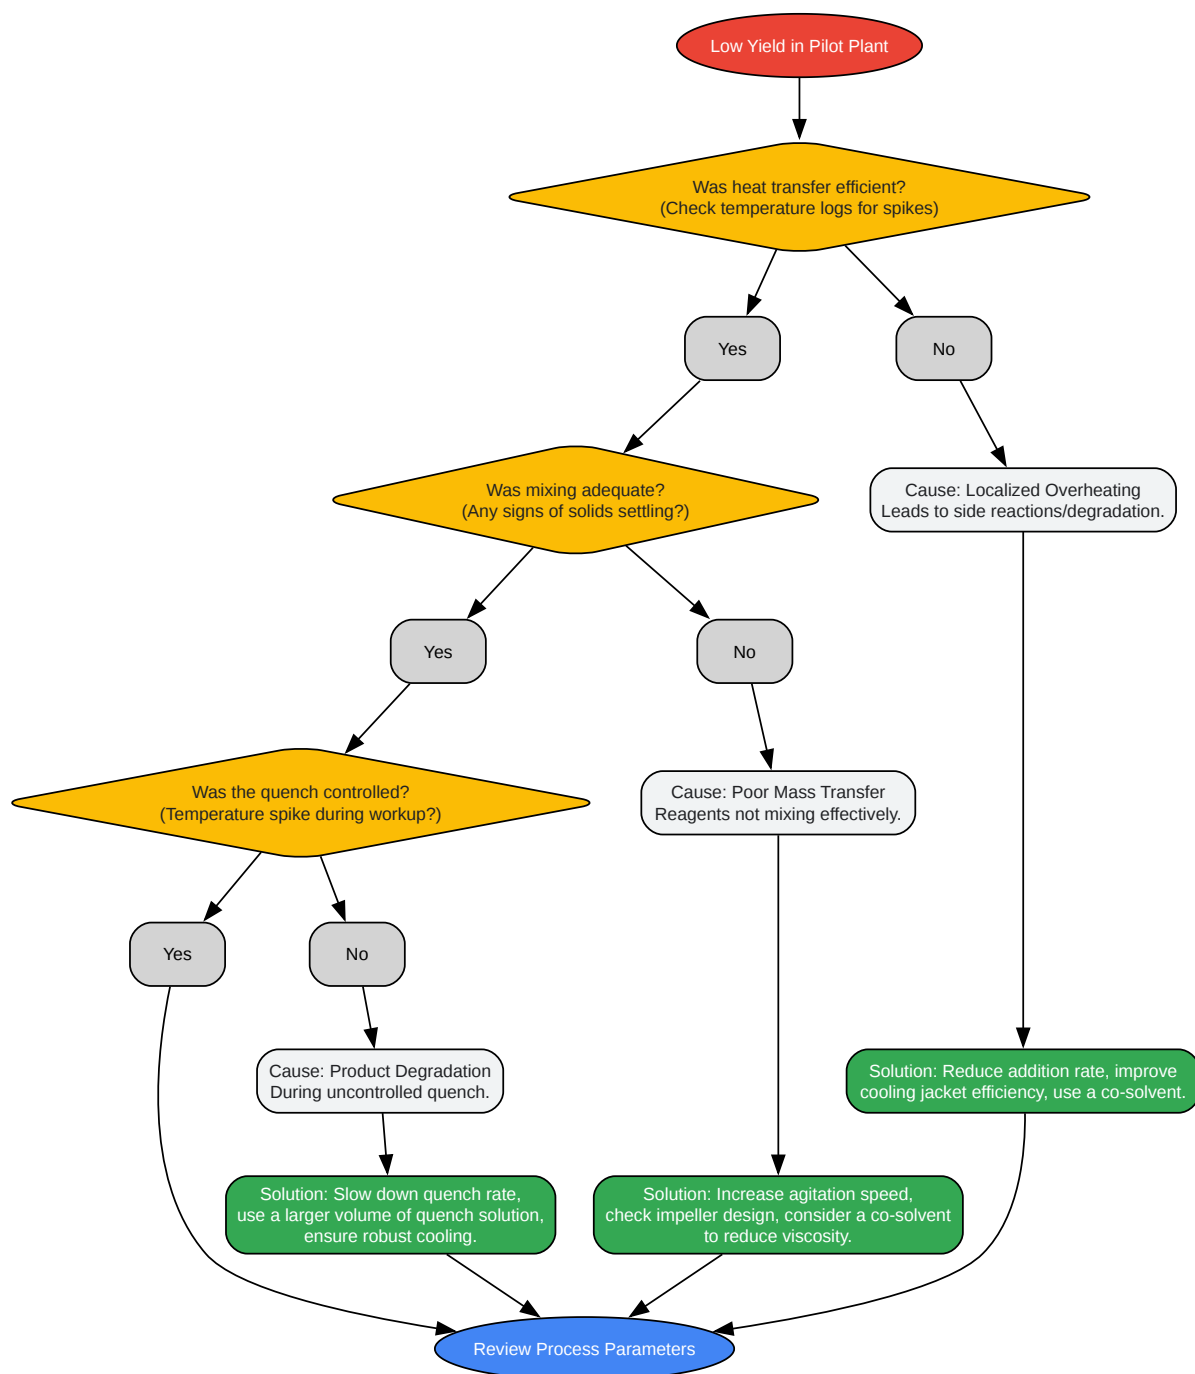 Low Yield in Pilot Plant
Was heat transfer efficient?
(Check temperature logs for spikes)
Yes
No
Was mixing adequate?
(Any signs of solids settling?)
Cause: Localized Overheating
Leads to side reactions/degradation.
Yes
No
Was the quench controlled?
(Temperature spike during workup?)
Cause: Poor Mass Transfer
Reagents not mixing effectively.
Yes
No
Cause: Product Degradation
During uncontrolled quench.
Solution: Reduce addition rate, improve
cooling jacket efficiency, use a co-solvent.
Solution: Slow down quench rate,
use a larger volume of quench solution,
ensure robust cooling.
Solution: Increase agitation speed,
check impeller design, consider a co-solvent
to reduce viscosity.
Review Process Parameters